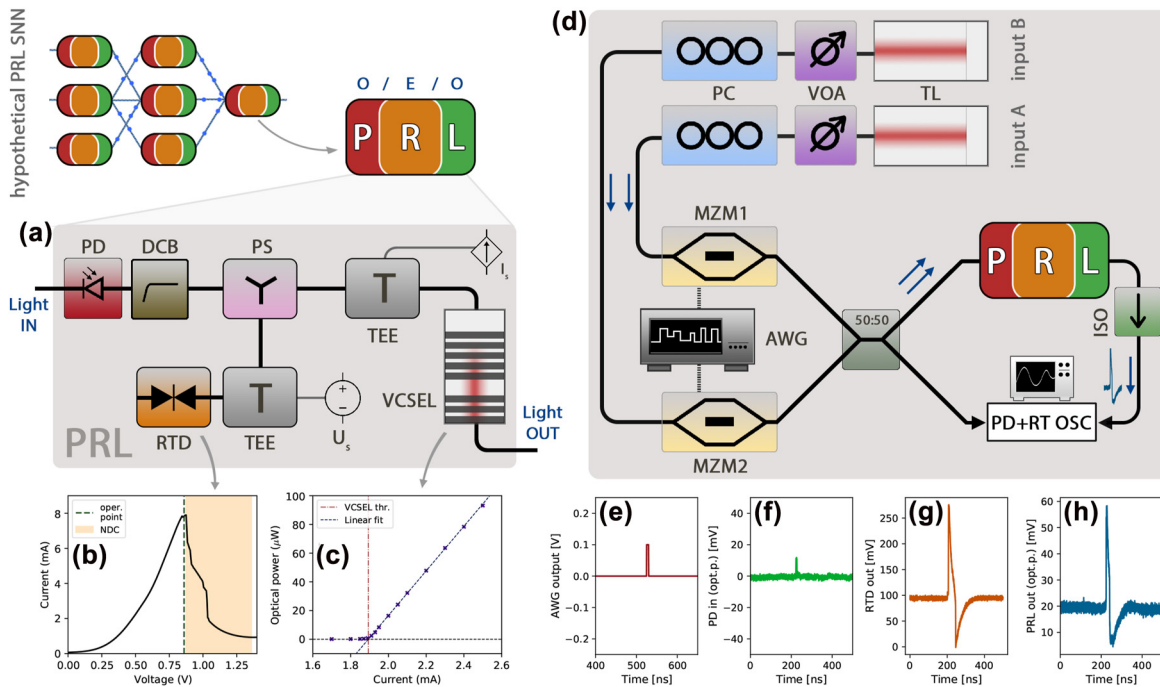 hypothetical PRL SNN
O / E / O
P R L
(a)
PD
DCB
PS
I_s
Light
IN
T
TEE
T
RTD
TEE
U_s
VCSEL
Light
OUT
PRL
(d)
PC
VOA
TL
input B
input A
MZM1
AWG
MZM2
50:50
P R L
ISO
PD+RT OSC
(b)
oper.
point
NDC
Current (mA)
8
6
4
2
0
0.00 0.25 0.50 0.75 1.00 1.25
Voltage (V)
(c)
VCSEL thr.
Linear fit
Optical power (μW)
100
80
60
40
20
0
1.6 1.8 2.0 2.2 2.4 2.6
Current (mA)
(e)
AWG output [V]
0.2
0.1
0.0
−0.1
−0.2
400 600
Time [ns]
(f)
PD in (opt.p.) [mV]
40
20
0
−20
−40
0 200 400
Time [ns]
(g)
RTD out [mV]
250
200
150
100
50
0
0 200 400
Time [ns]
(h)
PRL out (opt.p.) [mV]
60
50
40
30
20
10
0 200 400
Time [ns]